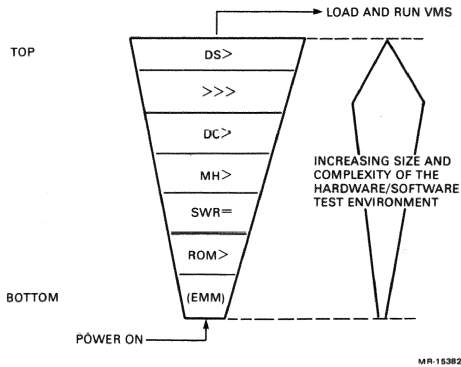 LOAD AND RUN VMS
TOP
DS>
>>>
DC>
MH>
INCREASING SIZE AND
COMPLEXITY OF THE
HARDWARE/SOFTWARE
TEST ENVIRONMENT
SWR=
ROM>
BOTTOM
(EMM)
POWER ON
MR-15382